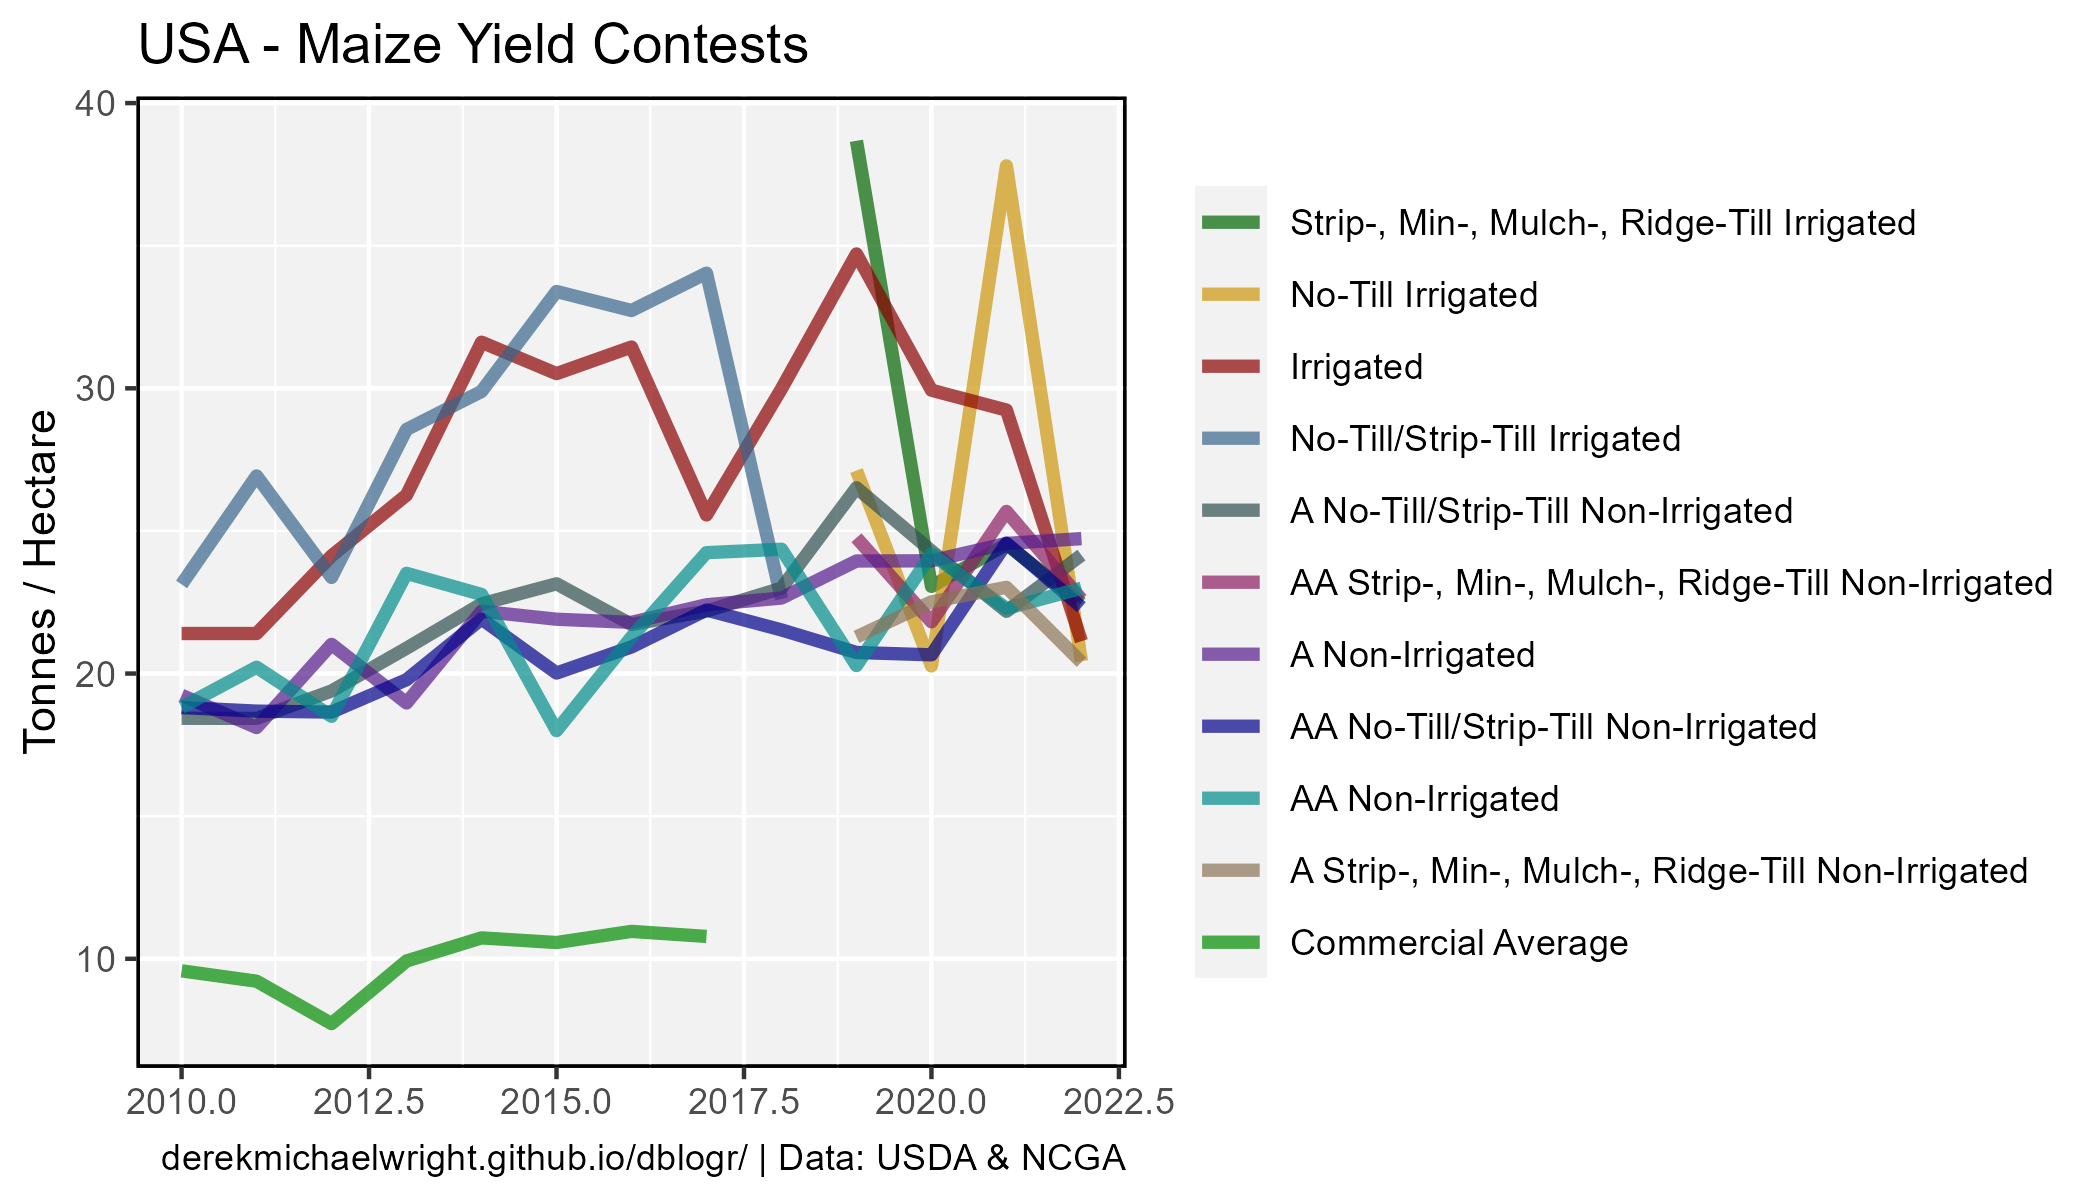 USA - Maize Yield Contests
Tonnes / Hectare
40
30
20
10
2010.0 2012.5 2015.0 2017.5 2020.0 2022.5
Strip-, Min-, Mulch-, Ridge-Till Irrigated
No-Till Irrigated
Irrigated
No-Till/Strip-Till Irrigated
A No-Till/Strip-Till Non-Irrigated
AA Strip-, Min-, Mulch-, Ridge-Till Non-Irrigated
A Non-Irrigated
AA No-Till/Strip-Till Non-Irrigated
AA Non-Irrigated
A Strip-, Min-, Mulch-, Ridge-Till Non-Irrigated
Commercial Average
derekmichaelwright.github.io/dblogr/ | Data: USDA & NCGA